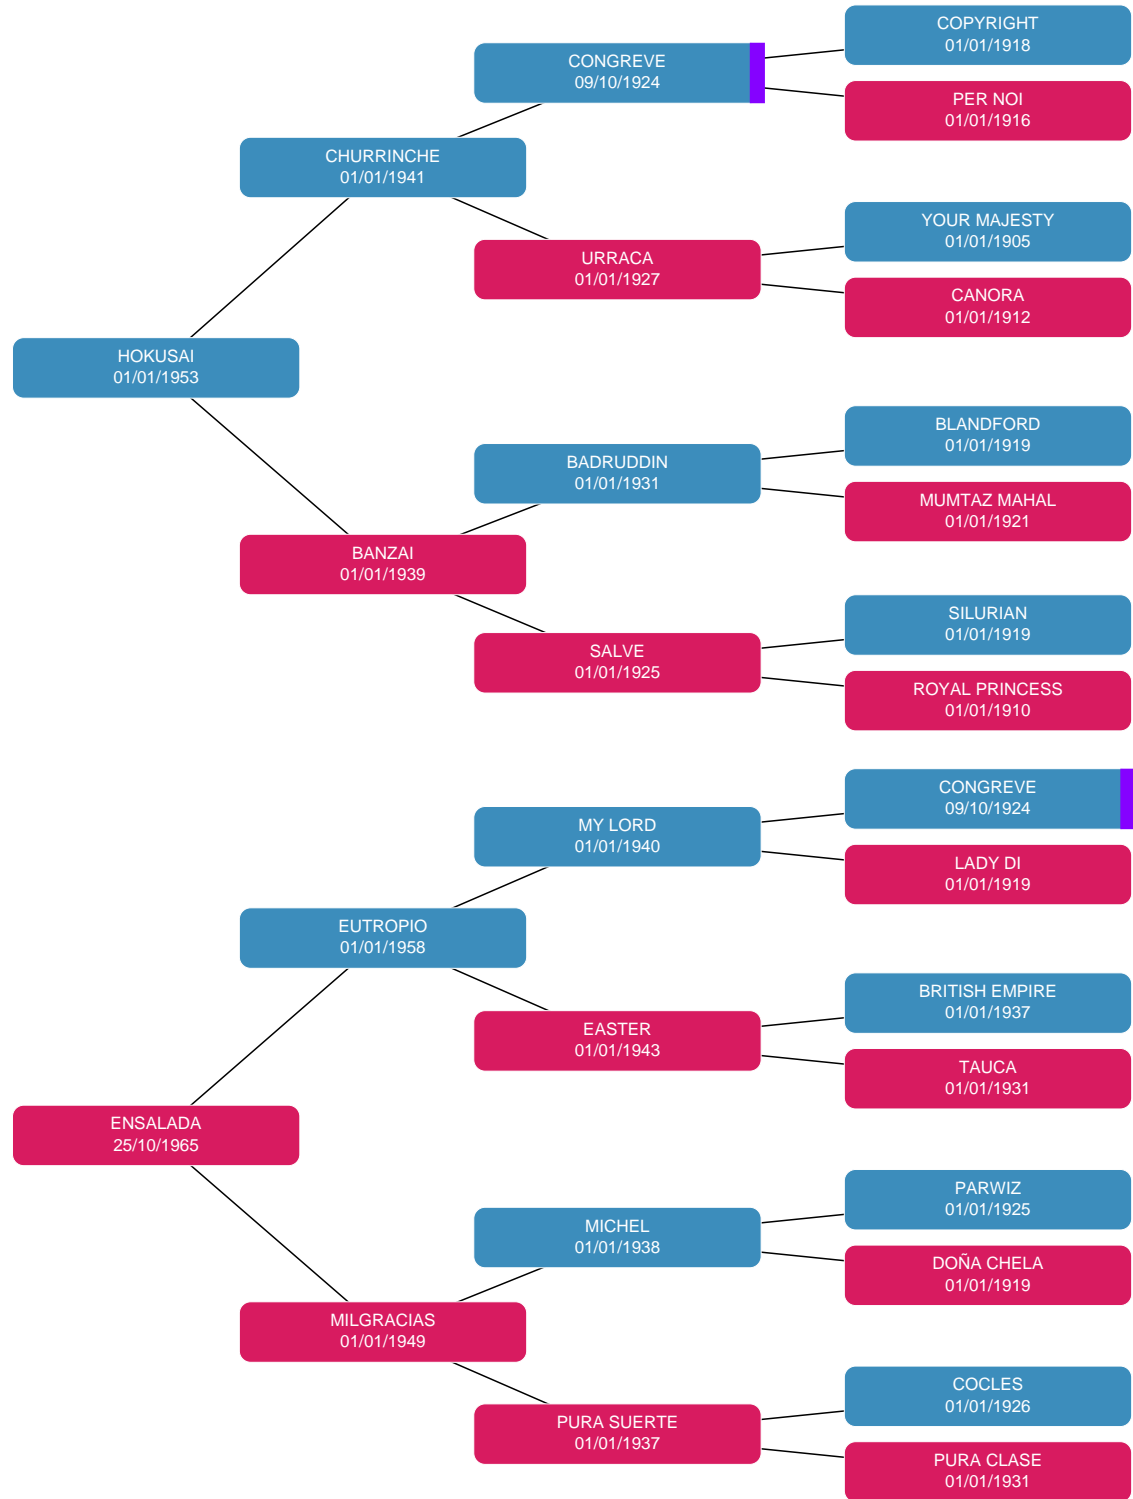 COPYRIGHT
01/01/1918
CONGREVE
09/10/1924
PER NOI
01/01/1916
CHURRINCHE
01/01/1941
YOUR MAJESTY
01/01/1905
URRACA
01/01/1927
CANORA
01/01/1912
HOKUSAI
01/01/1953
BLANDFORD
01/01/1919
BADRUDDIN
01/01/1931
MUMTAZ MAHAL
01/01/1921
BANZAI
01/01/1939
SILURIAN
01/01/1919
SALVE
01/01/1925
ROYAL PRINCESS
01/01/1910
CONGREVE
09/10/1924
MY LORD
01/01/1940
LADY DI
01/01/1919
EUTROPIO
01/01/1958
BRITISH EMPIRE
01/01/1937
EASTER
01/01/1943
TAUCA
01/01/1931
ENSALADA
25/10/1965
PARWIZ
01/01/1925
MICHEL
01/01/1938
DOÑA CHELA
01/01/1919
MILGRACIAS
01/01/1949
COCLES
01/01/1926
PURA SUERTE
01/01/1937
PURA CLASE
01/01/1931